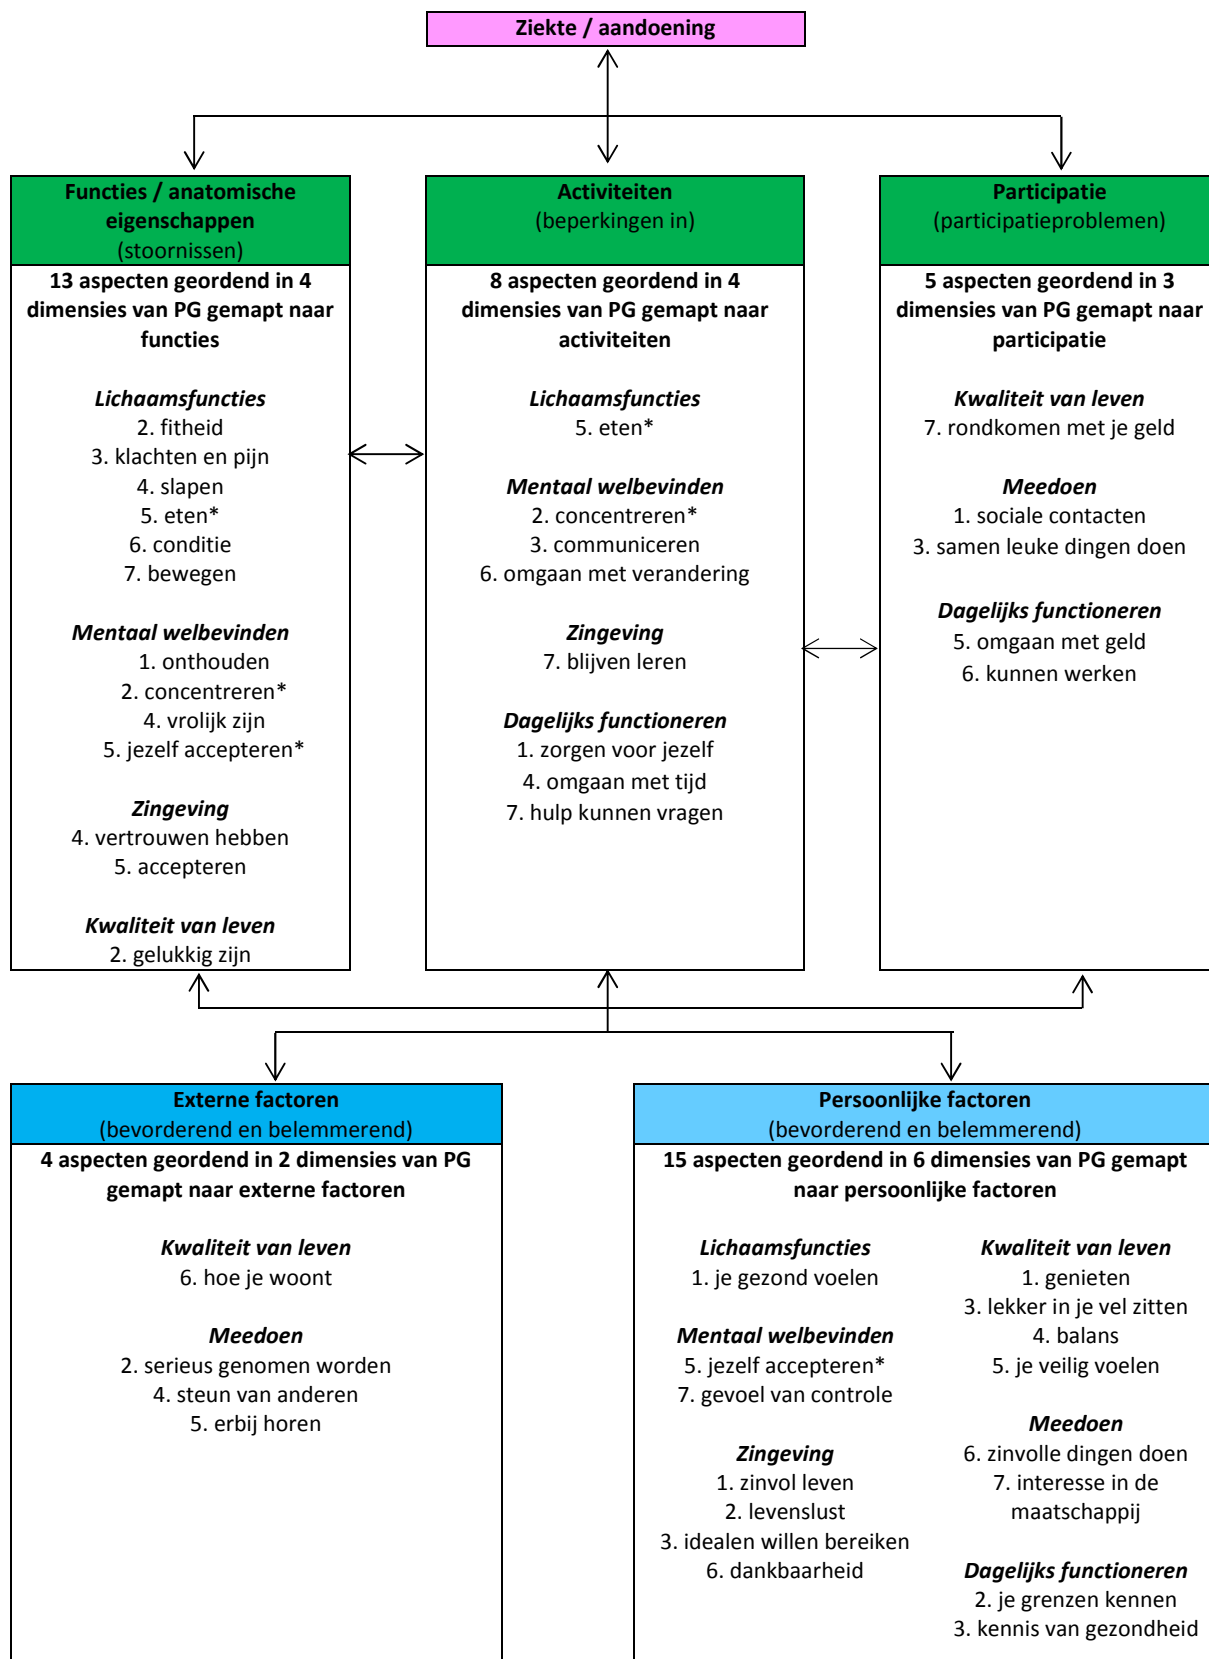 Ziekte / aandoening
Functies / anatomische
eigenschappen
(stoornissen)
13 aspecten geordend in 4
dimensies van PG gemapt naar
functies
Lichaamsfuncties
2. fitheid
3. klachten en pijn
4. slapen
5. eten*
6. conditie
7. bewegen
Mentaal welbevinden
1. onthouden
2. concentreren*
4. vrolijk zijn
5. jezelf accepteren*
Zingeving
4. vertrouwen hebben
5. accepteren
Kwaliteit van leven
2. gelukkig zijn
Activiteiten
(beperkingen in)
8 aspecten geordend in 4
dimensies van PG gemapt naar
activiteiten
Lichaamsfuncties
5. eten*
Mentaal welbevinden
2. concentreren*
3. communiceren
6. omgaan met verandering
Zingeving
7. blijven leren
Dagelijks functioneren
1. zorgen voor jezelf
4. omgaan met tijd
7. hulp kunnen vragen
Participatie
(participatieproblemen)
5 aspecten geordend in 3
dimensies van PG gemapt naar
participatie
Kwaliteit van leven
7. rondkomen met je geld
Meedoen
1. sociale contacten
3. samen leuke dingen doen
Dagelijks functioneren
5. omgaan met geld
6. kunnen werken
Externe factoren
(bevorderend en belemmerend)
4 aspecten geordend in 2 dimensies van PG
gemapt naar externe factoren
Kwaliteit van leven
6. hoe je woont
Meedoen
2. serieus genomen worden
4. steun van anderen
5. erbij horen
Persoonlijke factoren
(bevorderend en belemmerend)
15 aspecten geordend in 6 dimensies van PG gemapt
naar persoonlijke factoren
Lichaamsfuncties
1. je gezond voelen
Mentaal welbevinden
5. jezelf accepteren*
7. gevoel van controle
Zingeving
1. zinvol leven
2. levenslust
3. idealen willen bereiken
6. dankbaarheid
Kwaliteit van leven
1. genieten
3. lekker in je vel zitten
4. balans
5. je veilig voelen
Meedoen
6. zinvolle dingen doen
7. interesse in de
maatschappij
Dagelijks functioneren
2. je grenzen kennen
3. kennis van gezondheid